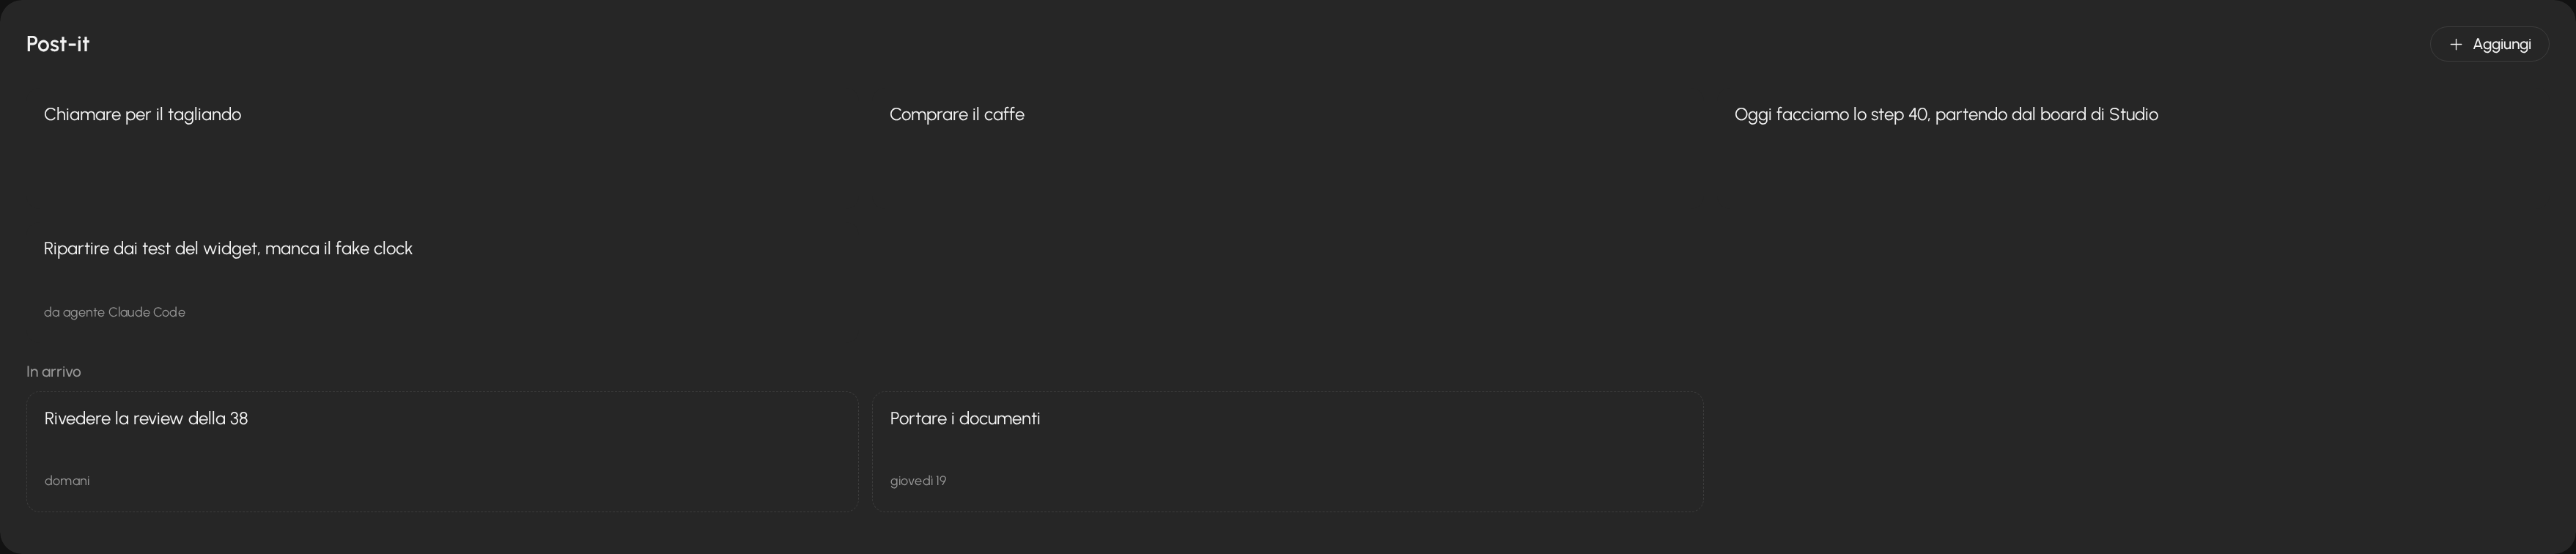 Post-it
Aggiungi
Chiamare per il tagliando
Comprare il caffe
Oggi facciamo lo step 40, partendo dal board di Studio
Ripartire dai test del widget, manca il fake clock
da agente Claude Code
In arrivo
Rivedere la review della 38
domani
Portare i documenti
giovedì 19